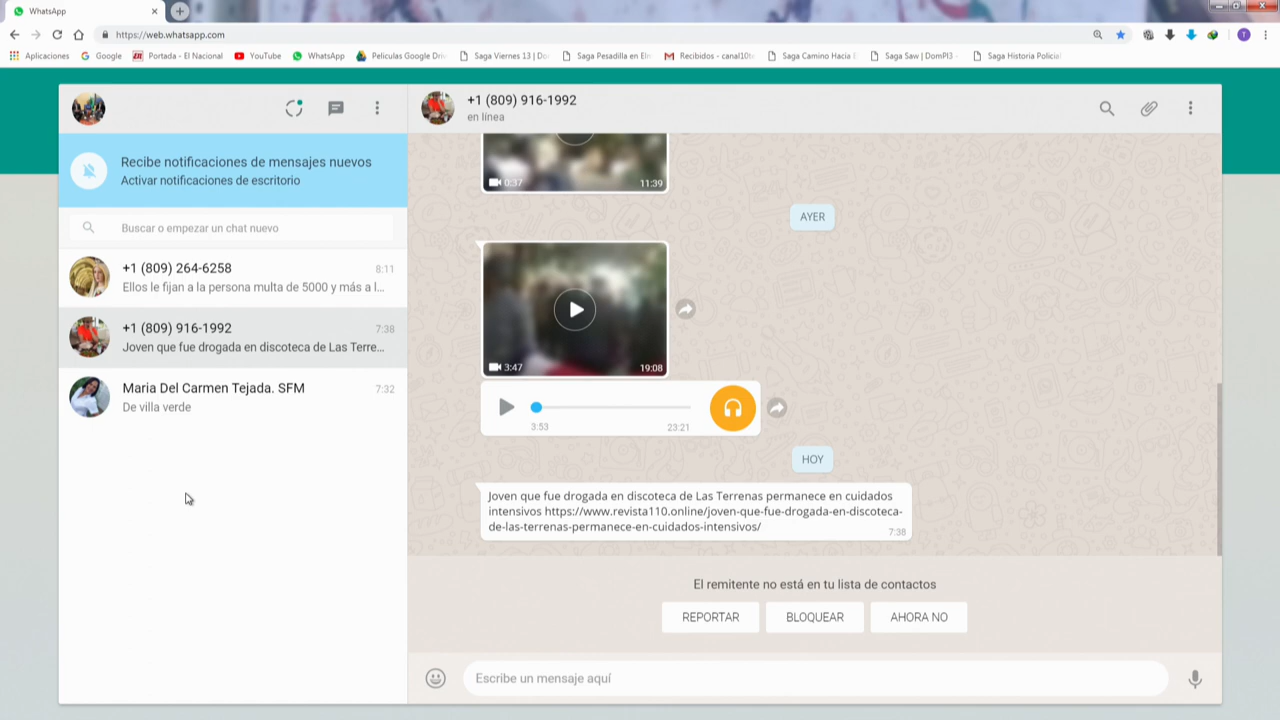 WhatsApp
https://web.whatsapp.com
Aplicaciones
Google
Portada - El Nacional
YouTube
WhatsApp
Peliculas Google Driv
Saga Viernes 13 | Do
Saga Pesadilla en Eln
Recibidos - canal10te
Saga Camino Hacia E
Saga Saw | DomPl3 -
Saga Historia Policial
T
+1 (809) 916-1992
en línea
Recibe notificaciones de mensajes nuevos
Activar notificaciones de escritorio
Buscar o empezar un chat nuevo
+1 (809) 264-6258
8:11
Ellos le fijan a la persona multa de 5000 y más a l...
+1 (809) 916-1992
7:38
Joven que fue drogada en discoteca de Las Terre...
Maria Del Carmen Tejada. SFM
7:32
De villa verde
0:37
11:39
AYER
3:47
19:08
3:53
23:21
HOY
Joven que fue drogada en discoteca de Las Terrenas permanece en cuidados
intensivos https://www.revista110.online/joven-que-fue-drogada-en-discoteca-
de-las-terrenas-permanece-en-cuidados-intensivos/
7:38
El remitente no está en tu lista de contactos
REPORTAR
BLOQUEAR
AHORA NO
Escribe un mensaje aquí